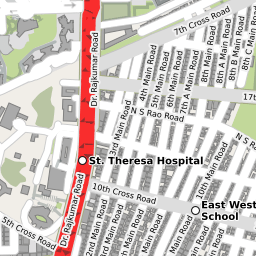 Dr. Rajkumar Road
7th Cross Road
4th Main Road
5th Main Road
6th Main Road
7th Main Road
7th A Main Road
8th Main Road
8th A Main Road
8th B Main Road
8th C Main Road
17th
N S Rao Road
N S R
3rd Main Road
St. Theresa Hospital
10th Cross Road
East West
School
10th Main Road
Dr. Rajkumar Road
5th Cross Road
2nd Main Road
3rd Main Road
4th Main Road
6th Main Road